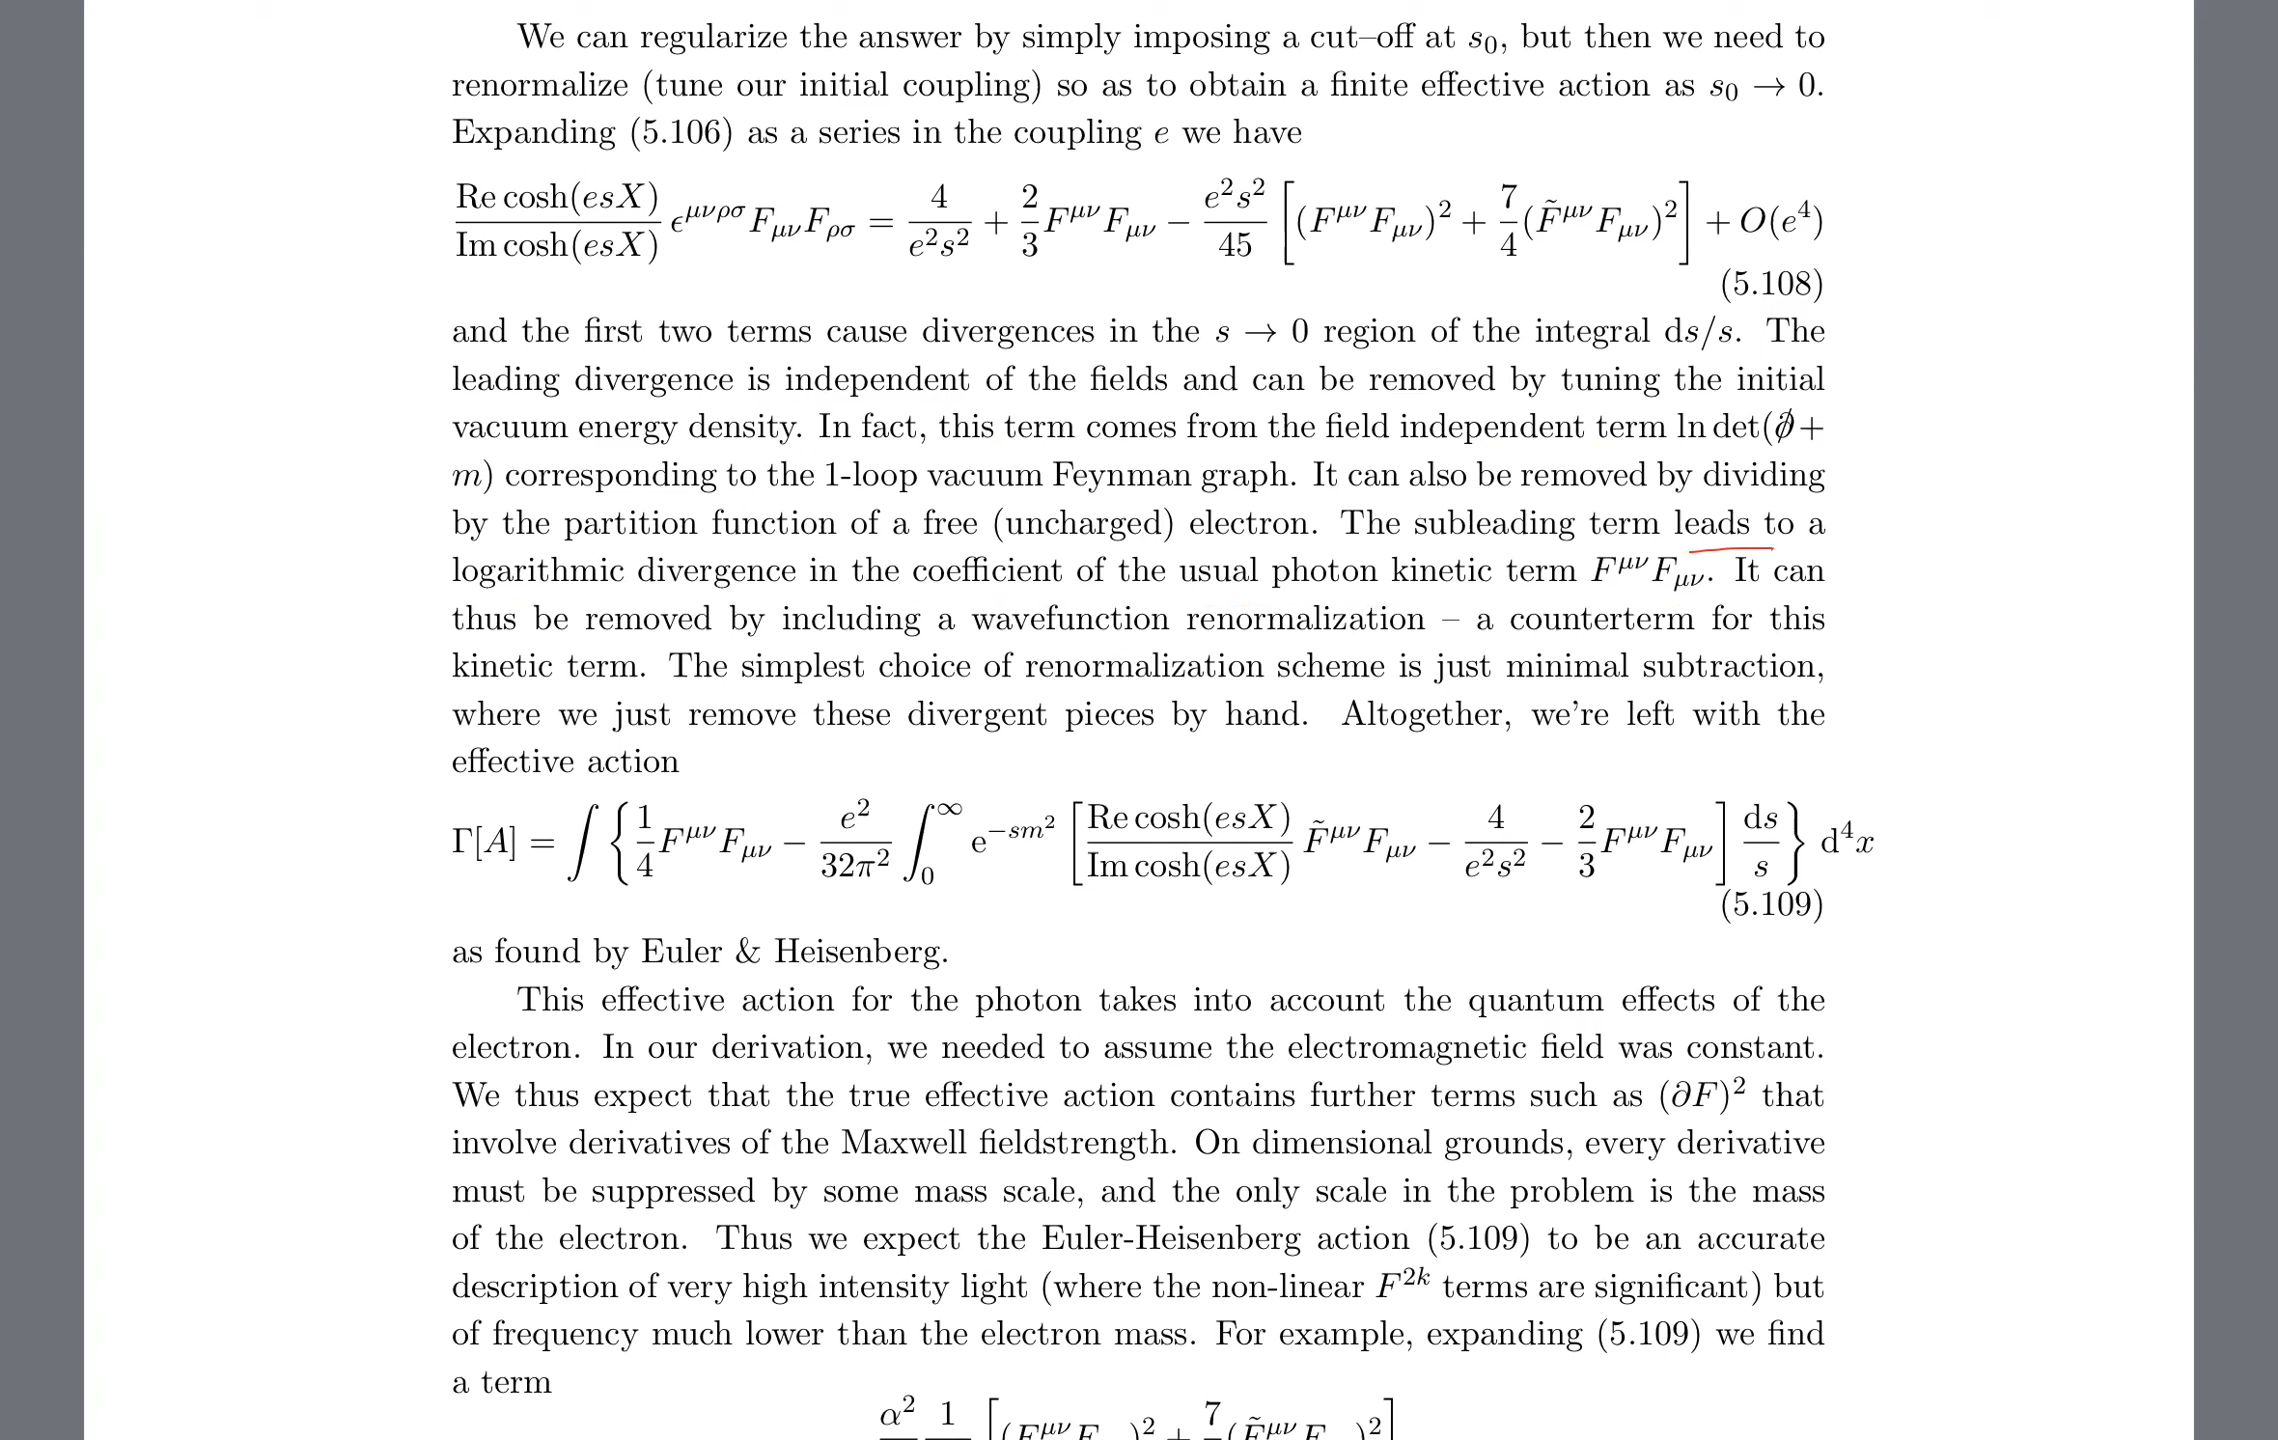 We can regularize the answer by simply imposing a cut–off at s₀, but then we need to
renormalize (tune our initial coupling) so as to obtain a finite effective action as s₀ → 0.
Expanding (5.106) as a series in the coupling e we have
Re cosh(esX)/Im cosh(esX) ϵ^{μνρσ}F_{μν}F_{ρσ} = 4/(e²s²) + 2/3 F^{μν}F_{μν} − e²s²/45 [(F^{μν}F_{μν})² + 7/4 (F̃^{μν}F_{μν})²] + O(e⁴)
(5.108)
and the first two terms cause divergences in the s → 0 region of the integral ds/s. The
leading divergence is independent of the fields and can be removed by tuning the initial
vacuum energy density. In fact, this term comes from the field independent term ln det(∂̸ +
m) corresponding to the 1-loop vacuum Feynman graph. It can also be removed by dividing
by the partition function of a free (uncharged) electron. The subleading term leads to a
logarithmic divergence in the coefficient of the usual photon kinetic term F^{μν}F_{μν}. It can
thus be removed by including a wavefunction renormalization – a counterterm for this
kinetic term. The simplest choice of renormalization scheme is just minimal subtraction,
where we just remove these divergent pieces by hand. Altogether, we're left with the
effective action
Γ[A] = ∫ {1/4 F^{μν}F_{μν} − e²/(32π²) ∫₀^∞ e^{−sm²} [Re cosh(esX)/Im cosh(esX) F̃^{μν}F_{μν} − 4/(e²s²) − 2/3 F^{μν}F_{μν}] ds/s} d⁴x
(5.109)
as found by Euler & Heisenberg.
This effective action for the photon takes into account the quantum effects of the
electron. In our derivation, we needed to assume the electromagnetic field was constant.
We thus expect that the true effective action contains further terms such as (∂F)² that
involve derivatives of the Maxwell fieldstrength. On dimensional grounds, every derivative
must be suppressed by some mass scale, and the only scale in the problem is the mass
of the electron. Thus we expect the Euler-Heisenberg action (5.109) to be an accurate
description of very high intensity light (where the non-linear F^{2k} terms are significant) but
of frequency much lower than the electron mass. For example, expanding (5.109) we find
a term
α² 1 [(F^{μν}F )² + 7 (F̃^{μν}F )²]